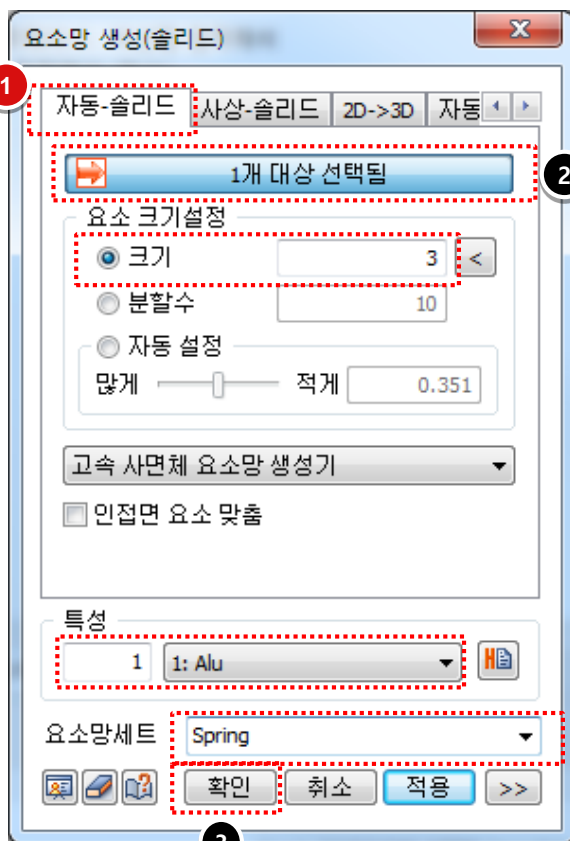 요소망 생성(솔리드)
1
자동-솔리드 사상-솔리드 2D->3D 자동
1개 대상 선택됨
2
요소 크기설정
크기 3 <
분할수 10
자동 설정
많게 적게 0.351
고속 사면체 요소망 생성기
인접면 요소 맞춤
특성
1 1: Alu
요소망세트 Spring
확인 취소 적용 >>